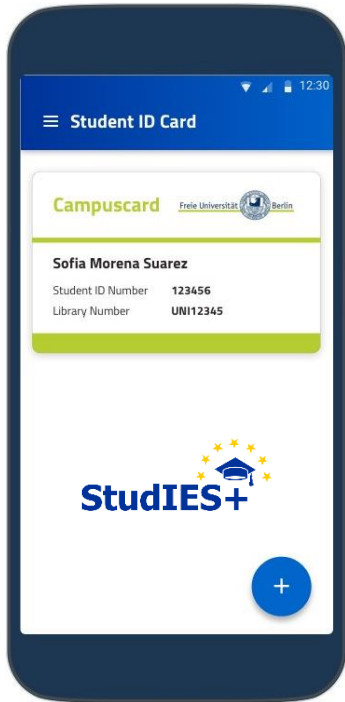 12:30
Student ID Card
Campuscard Freie Universität Berlin
Sofia Morena Suarez
Student ID Number 123456
Library Number UNI12345
StudIES+
+